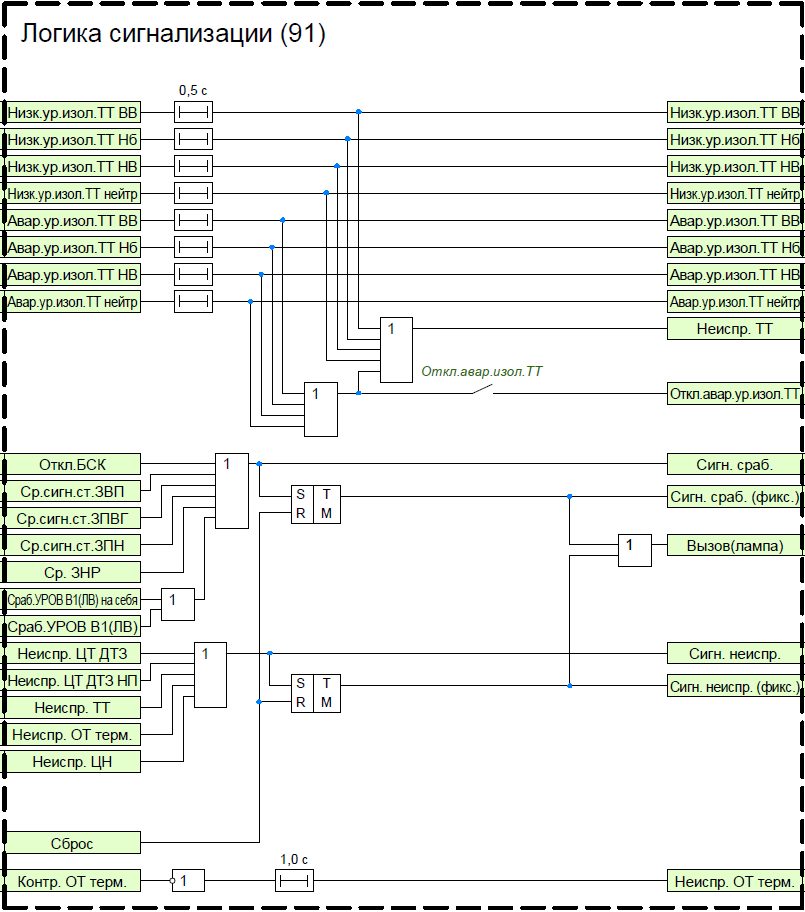 Логика сигнализации (91)
0,5 с
Низк.ур.изол.ТТ ВВ Низк.ур.изол.ТТ ВВ
Низк.ур.изол.ТТ Нб Низк.ур.изол.ТТ Нб
Низк.ур.изол.ТТ НВ Низк.ур.изол.ТТ НВ
Низк.ур.изол.ТТ нейтр Низк.ур.изол.ТТ нейтр
Авар.ур.изол.ТТ ВВ Авар.ур.изол.ТТ ВВ
Авар.ур.изол.ТТ Нб Авар.ур.изол.ТТ Нб
Авар.ур.изол.ТТ НВ Авар.ур.изол.ТТ НВ
Авар.ур.изол.ТТ нейтр Авар.ур.изол.ТТ нейтр
1 Неиспр. ТТ
Откл.авар.изол.ТТ
1 Откл.авар.ур.изол.ТТ
Откл.БСК 1 Сигн. сраб.
Ср.сигн.ст.ЗВП S T Сигн. сраб. (фикс.)
Ср.сигн.ст.ЗПВГ R M
Ср.сигн.ст.ЗПН 1 Вызов(лампа)
Ср. ЗНР
Сраб.УРОВ В1(ЛВ) на себя 1
Сраб.УРОВ В1(ЛВ)
Неиспр. ЦТ ДТЗ 1 Сигн. неиспр.
Неиспр. ЦТ ДТЗ НП S T Сигн. неиспр. (фикс.)
Неиспр. ТТ R M
Неиспр. ОТ терм.
Неиспр. ЦН
Сброс
1,0 с
Контр. ОТ терм. 1 Неиспр. ОТ терм.